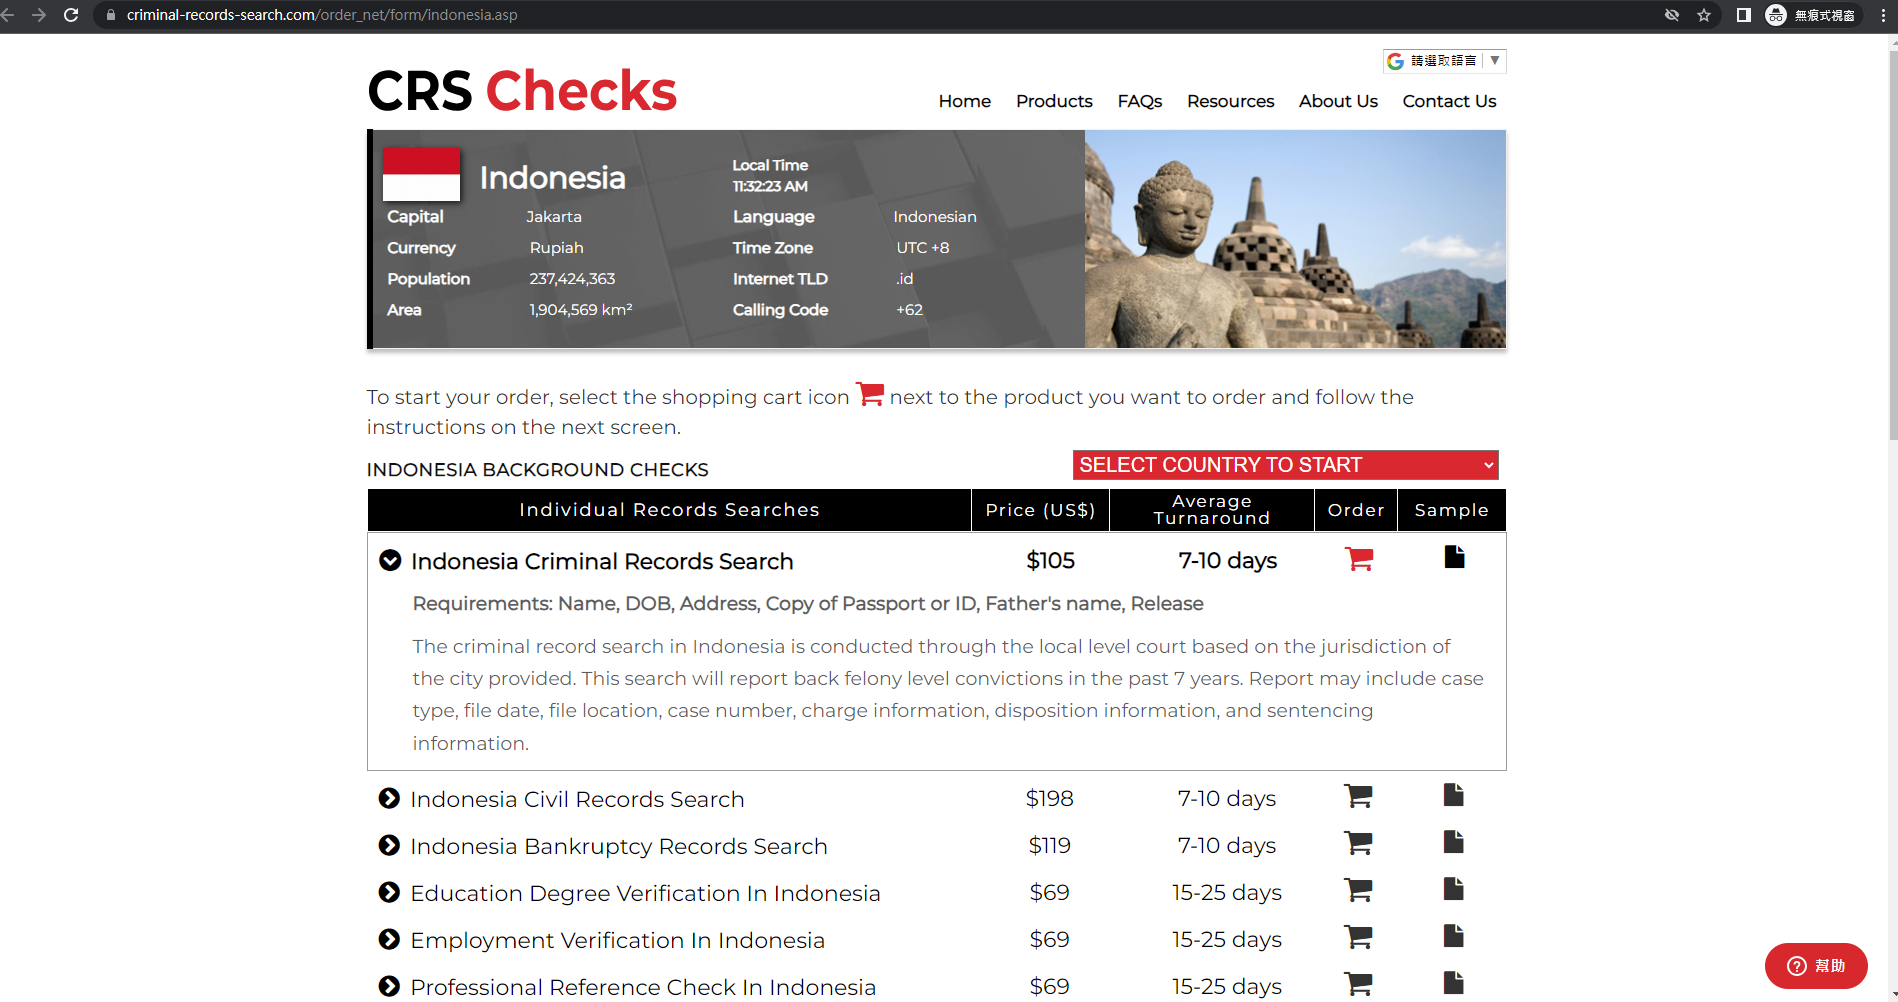 criminal-records-search.com/order_net/form/indonesia.asp
無痕式視窗
請選取語言 ▼
CRS Checks
Home Products FAQs Resources About Us Contact Us
Indonesia
Local Time
11:32:23 AM
Capital Jakarta Language Indonesian
Currency Rupiah Time Zone UTC +8
Population 237,424,363 Internet TLD .id
Area 1,904,569 km² Calling Code +62
To start your order, select the shopping cart icon next to the product you want to order and follow the
instructions on the next screen.
INDONESIA BACKGROUND CHECKS
SELECT COUNTRY TO START
Individual Records Searches Price (US$) Average Turnaround Order Sample
Indonesia Criminal Records Search $105 7-10 days
Requirements: Name, DOB, Address, Copy of Passport or ID, Father's name, Release
The criminal record search in Indonesia is conducted through the local level court based on the jurisdiction of
the city provided. This search will report back felony level convictions in the past 7 years. Report may include case
type, file date, file location, case number, charge information, disposition information, and sentencing
information.
Indonesia Civil Records Search $198 7-10 days
Indonesia Bankruptcy Records Search $119 7-10 days
Education Degree Verification In Indonesia $69 15-25 days
Employment Verification In Indonesia $69 15-25 days
Professional Reference Check In Indonesia $69 15-25 days
幫助